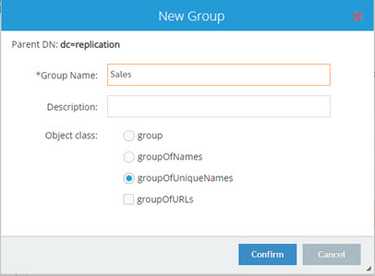 New Group
Parent DN: dc=replication
*Group Name: Sales
Description:
Object class: group
groupOfNames
groupOfUniqueNames
groupOfURLs
Confirm Cancel